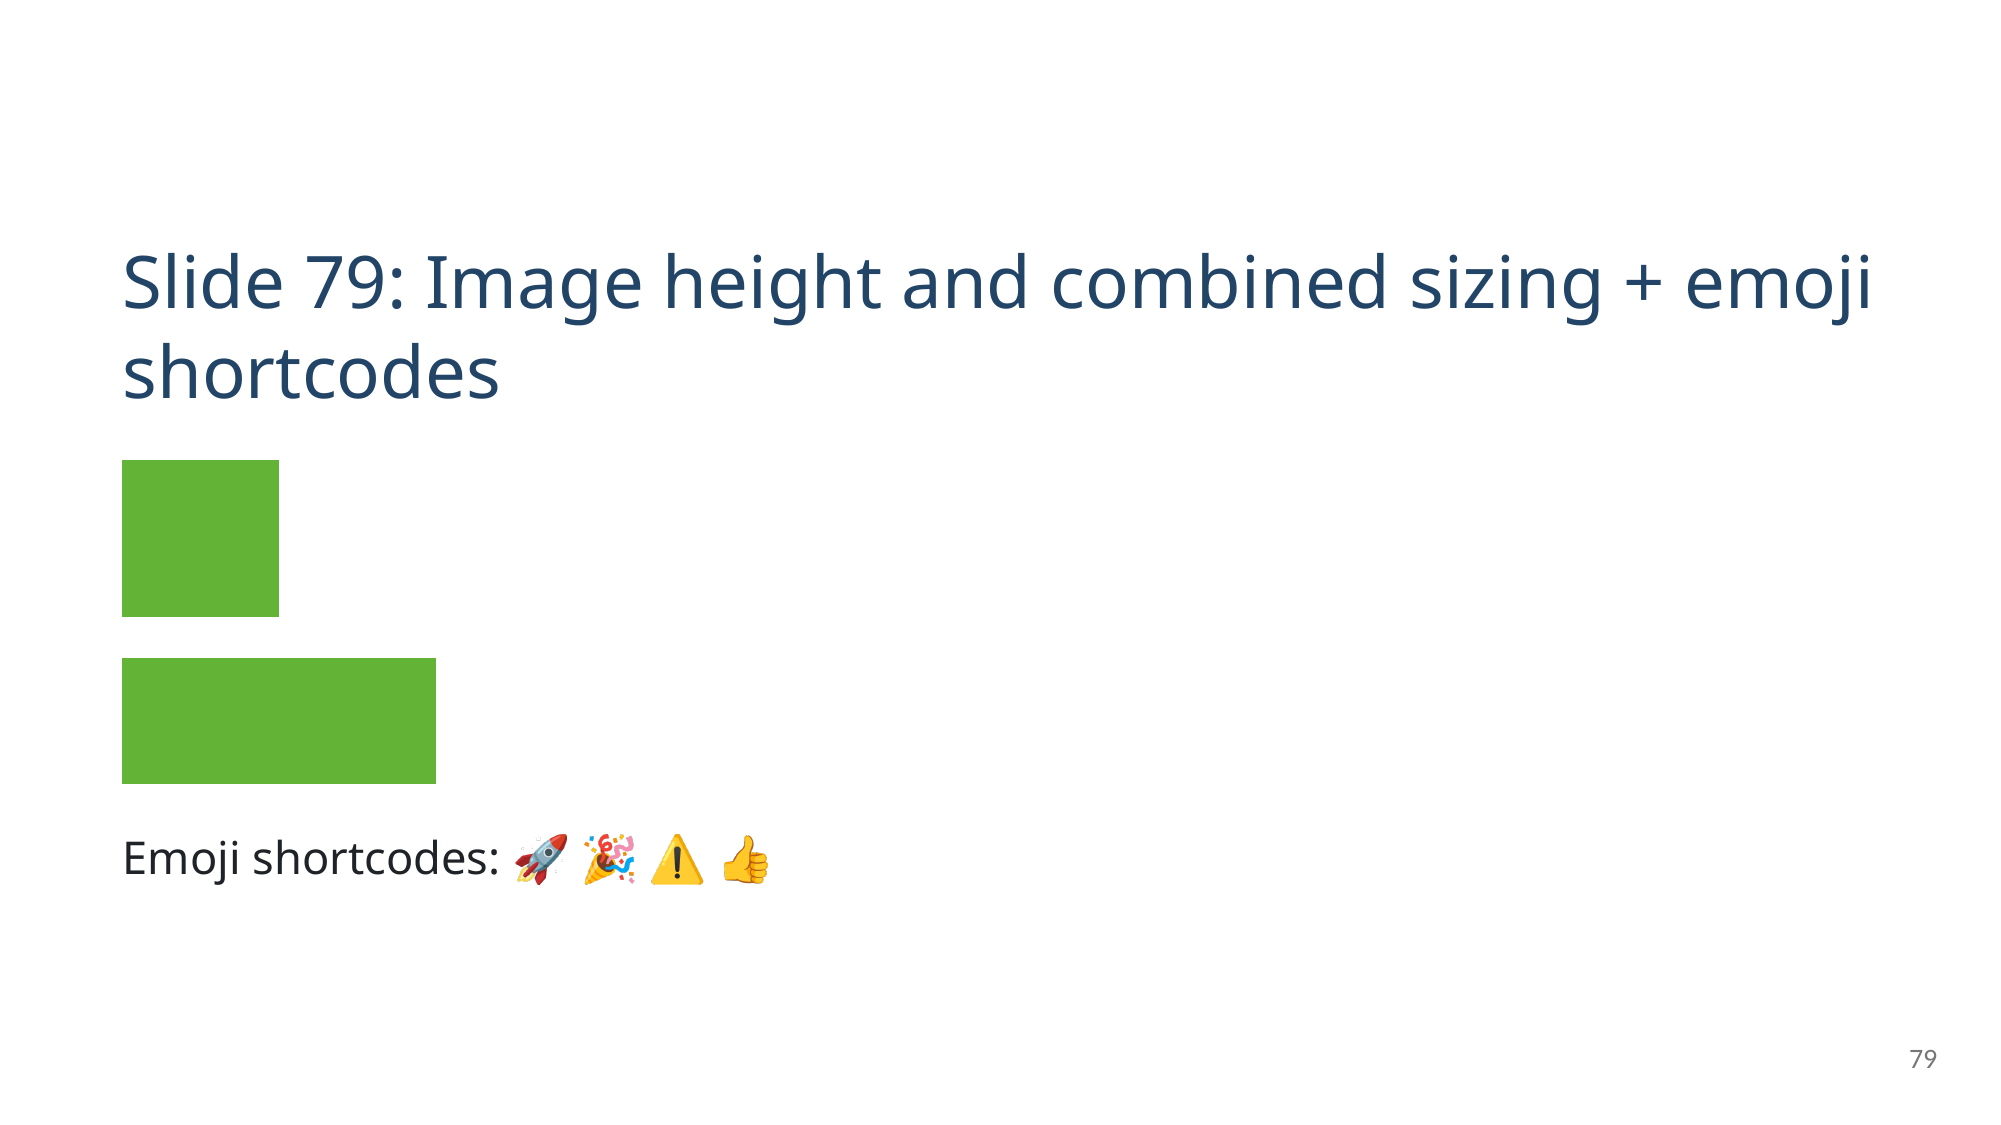 Slide 79: Image height and combined sizing + emoji
shortcodes
Emoji shortcodes: 🚀 🎉 ⚠️ 👍
79